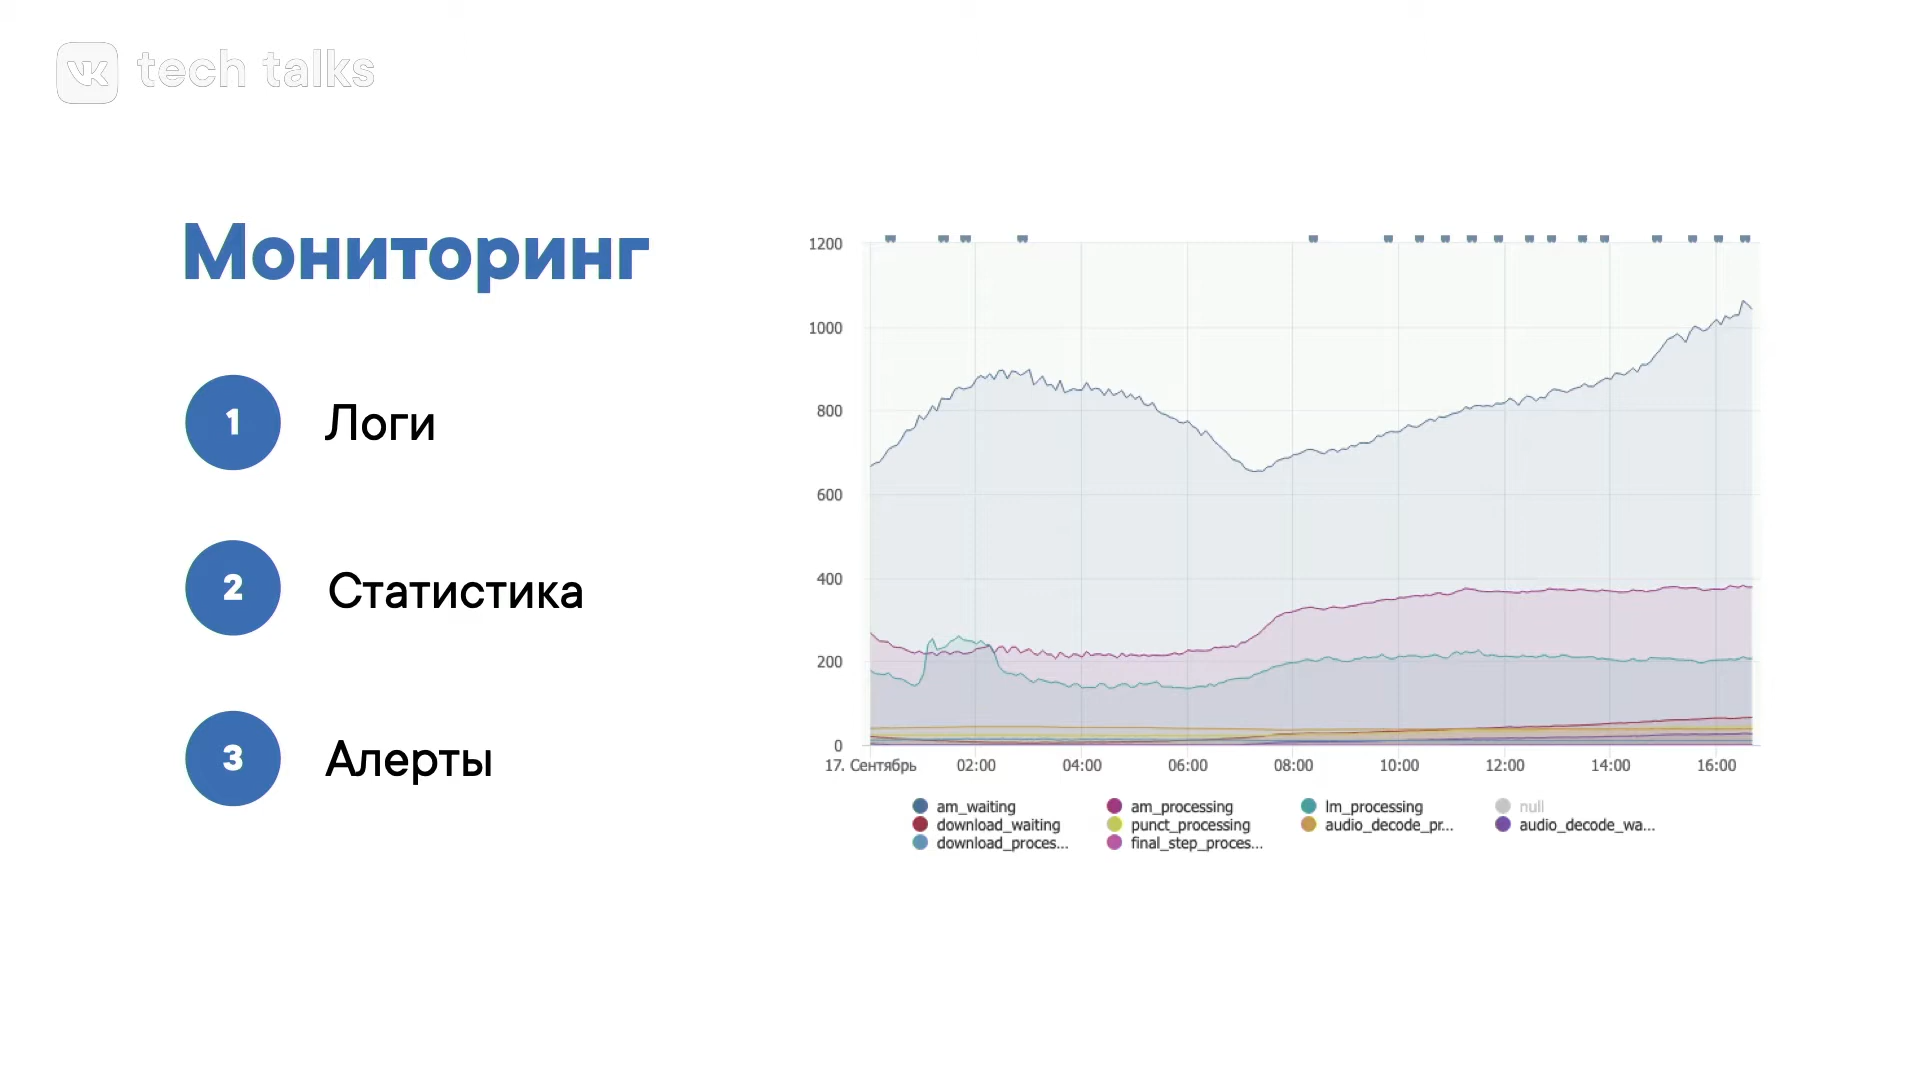 VK tech talks
Мониторинг
1 Логи
2 Статистика
3 Алерты
1200
1000
800
600
400
200
0
17. Сентябрь 02:00 04:00 06:00 08:00 10:00 12:00 14:00 16:00
am_waiting am_processing lm_processing null
download_waiting punct_processing audio_decode_pr... audio_decode_wa...
download_proces... final_step_proces...